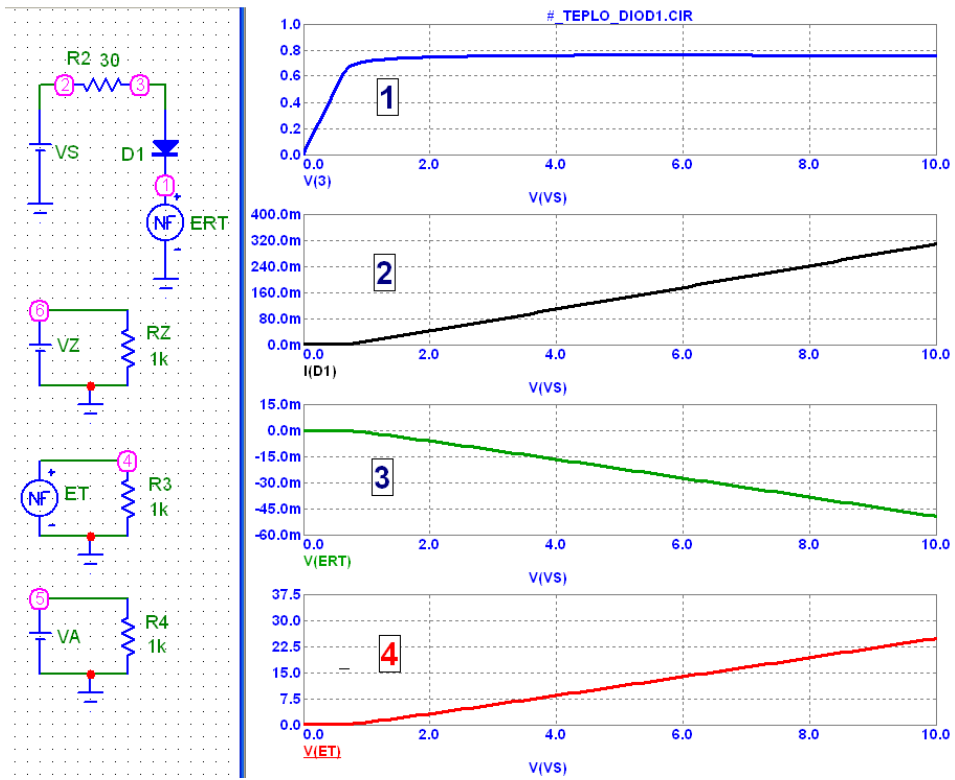 R2 30
2
3
VS
D1
1
+
NF
ERT
-
6
VZ
RZ
1k
4
+
NF
ET
-
R3
1k
5
VA
R4
1k
#_TEPLO_DIOD1.CIR
1.0
0.8
0.6
0.4
0.2
0.0
1
0.0 2.0 4.0 6.0 8.0 10.0
V(3)
V(VS)
400.0m
320.0m
240.0m
160.0m
80.0m
0.0m
2
0.0 2.0 4.0 6.0 8.0 10.0
I(D1)
V(VS)
15.0m
0.0m
-15.0m
-30.0m
-45.0m
-60.0m
3
0.0 2.0 4.0 6.0 8.0 10.0
V(ERT)
V(VS)
37.5
30.0
22.5
15.0
7.5
0.0
4
0.0 2.0 4.0 6.0 8.0 10.0
V(ET)
V(VS)